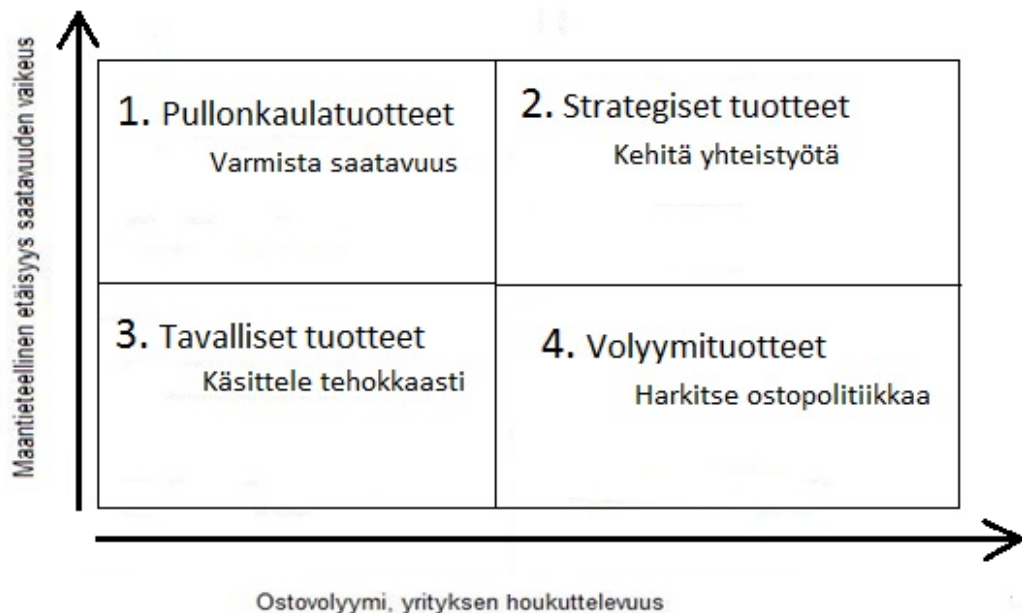 Maantieteellinen etäisyys saatavuuden vaikeus
1. Pullonkaulatuotteet
Varmista saatavuus
2. Strategiset tuotteet
Kehitä yhteistyötä
3. Tavalliset tuotteet
Käsittele tehokkaasti
4. Volyymituotteet
Harkitse ostopolitiikkaa
Ostovolyymi, yrityksen houkuttelevuus